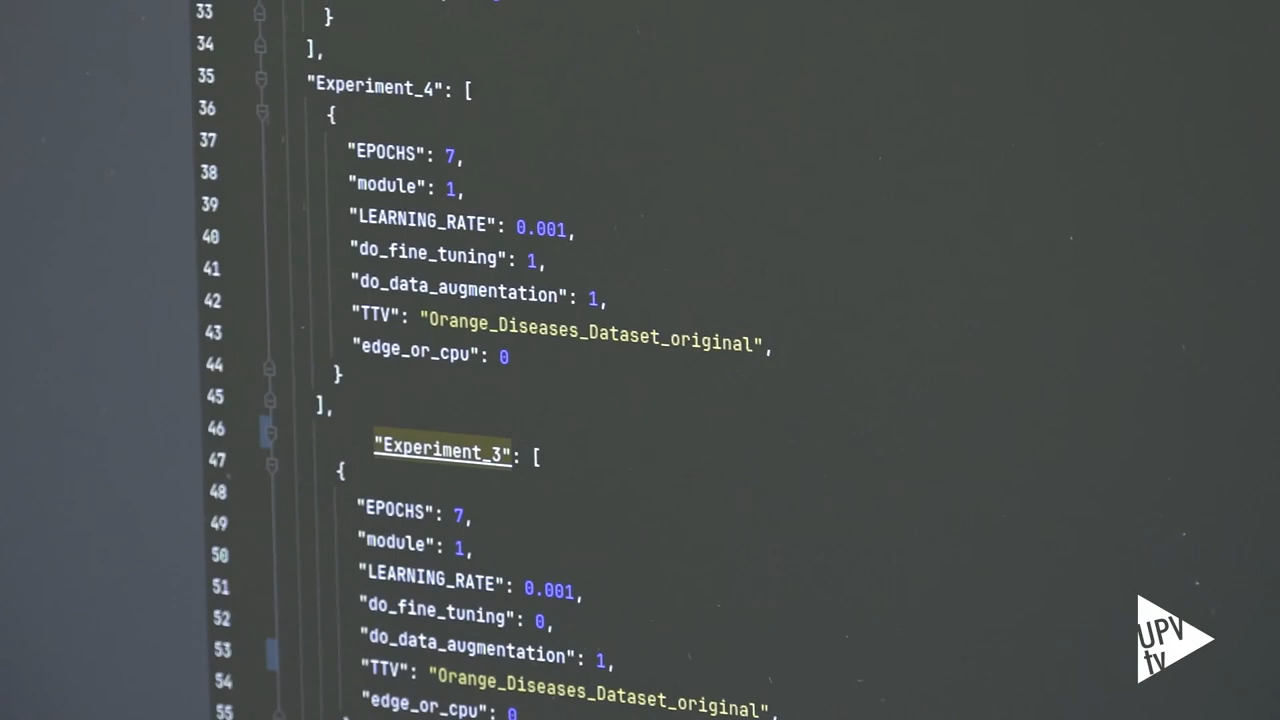 33 }
34 ],
35 "Experiment_4": [
36 {
37 "EPOCHS": 7,
38 "module": 1,
39 "LEARNING_RATE": 0.001,
40 "do_fine_tuning": 1,
41 "do_data_augmentation": 1,
42 "TTV": "Orange_Diseases_Dataset_original",
43 "edge_or_cpu": 0
44 }
45 ],
46 "Experiment_3": [
47 {
48 "EPOCHS": 7,
49 "module": 1,
50 "LEARNING_RATE": 0.001,
51 "do_fine_tuning": 0,
52 "do_data_augmentation": 1,
53 "TTV": "Orange_Diseases_Dataset_original",
54 "edge_or_cpu": 0
55
UPV
tv